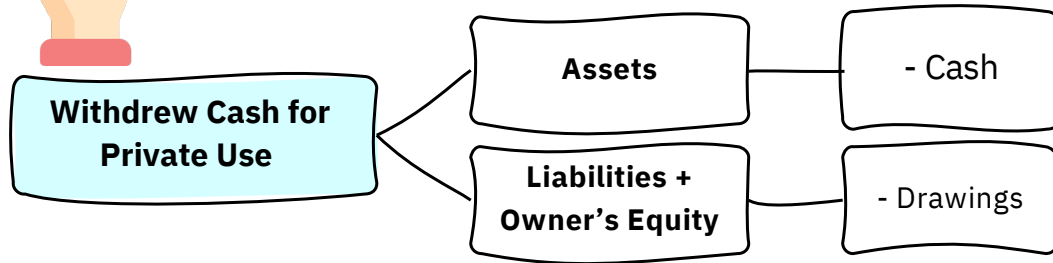 Withdrew Cash for
Private Use
Assets
- Cash
Liabilities +
Owner’s Equity
- Drawings